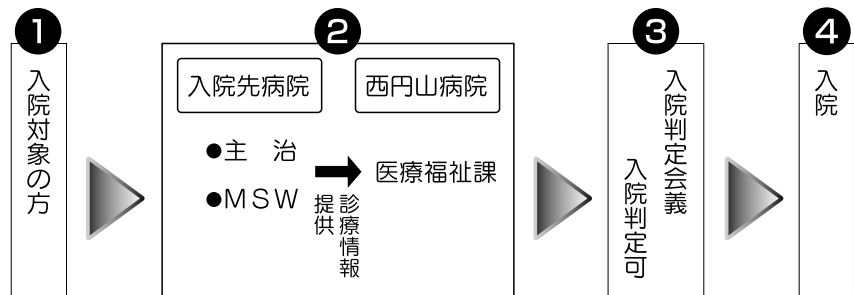 1
入院対象の方
2
入院先病院
●主　治
●ＭＳＷ
診療情報
提供
西円山病院
医療福祉課
3
入院判定会議
入院判定可
4
入院